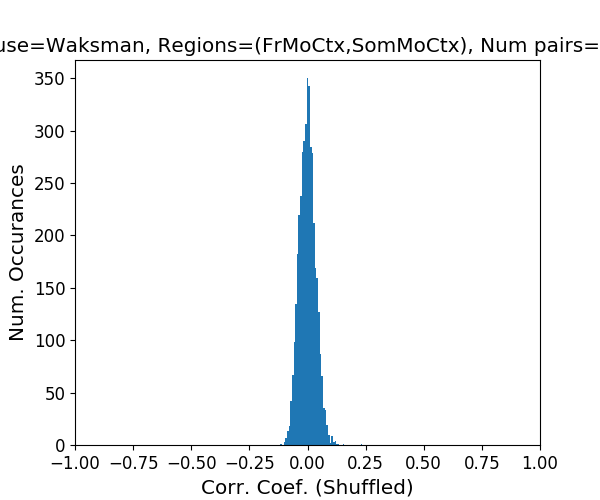 use=Waksman, Regions=(FrMoCtx,SomMoCtx), Num pairs=
Num. Occurances
350
300
250
200
150
100
50
0
−1.00 −0.75 −0.50 −0.25 0.00 0.25 0.50 0.75 1.00
Corr. Coef. (Shuffled)